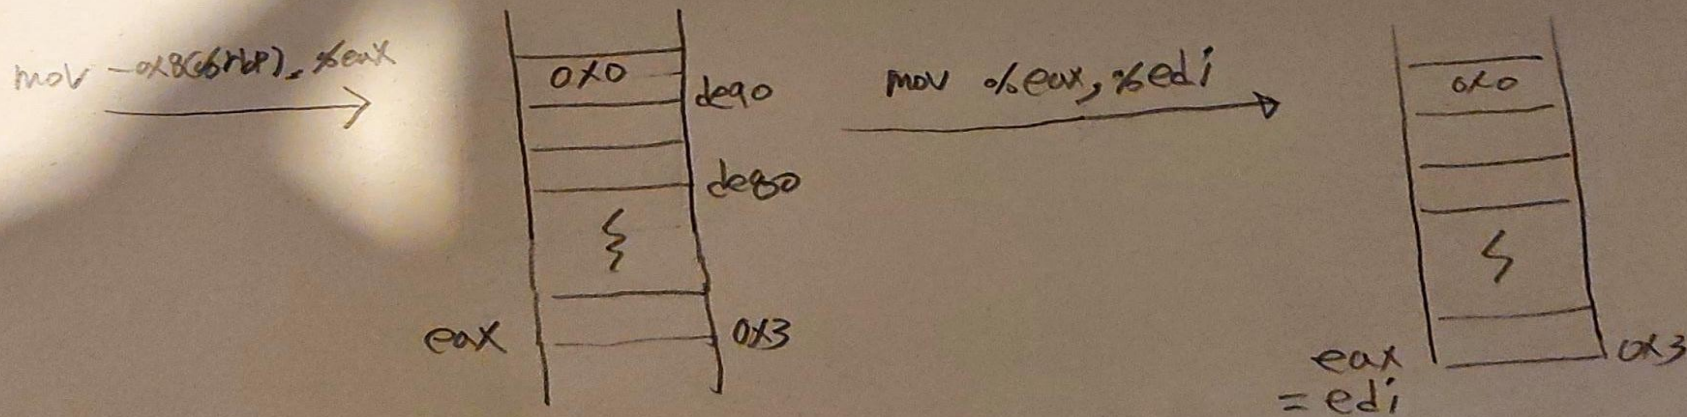 mov -0x8(%rbp), %eax
0x0
de90
de80
eax
0x3
mov %eax, %edi
0x0
eax
= edi
0x3